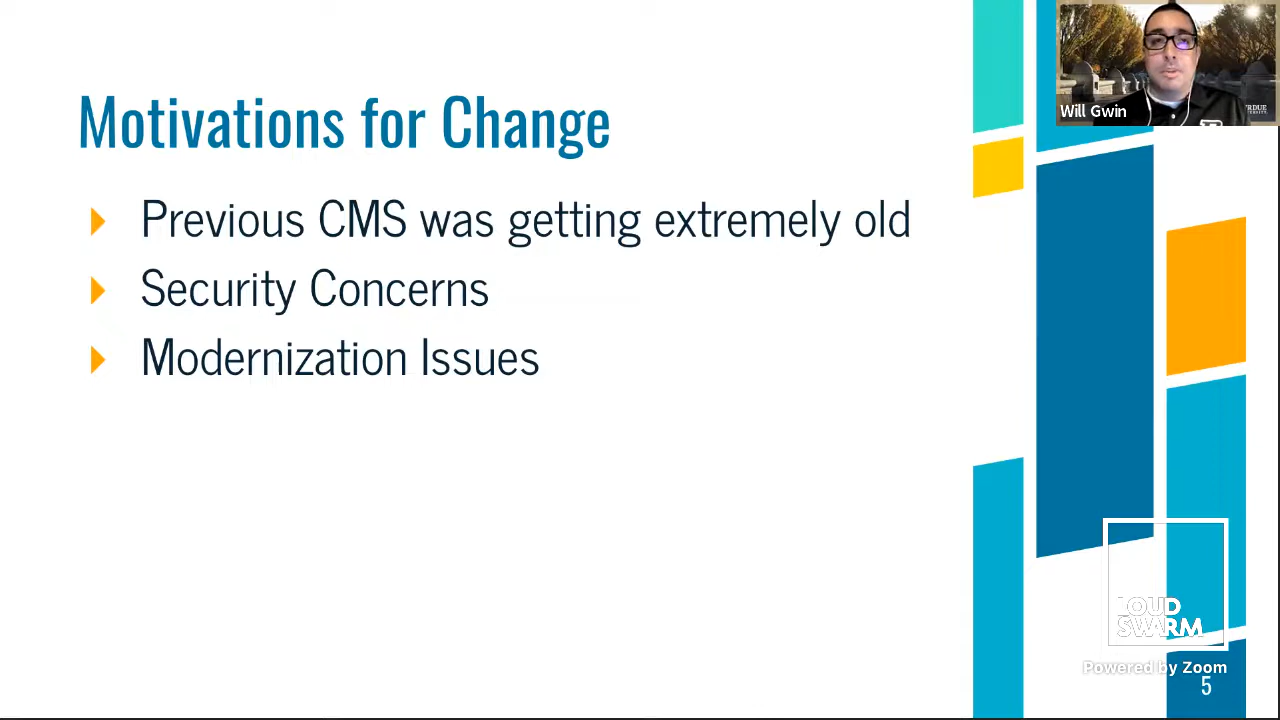 Motivations for Change
Previous CMS was getting extremely old
Security Concerns
Modernization Issues
Will Gwin
LOUD
SWARM
Powered by Zoom
5